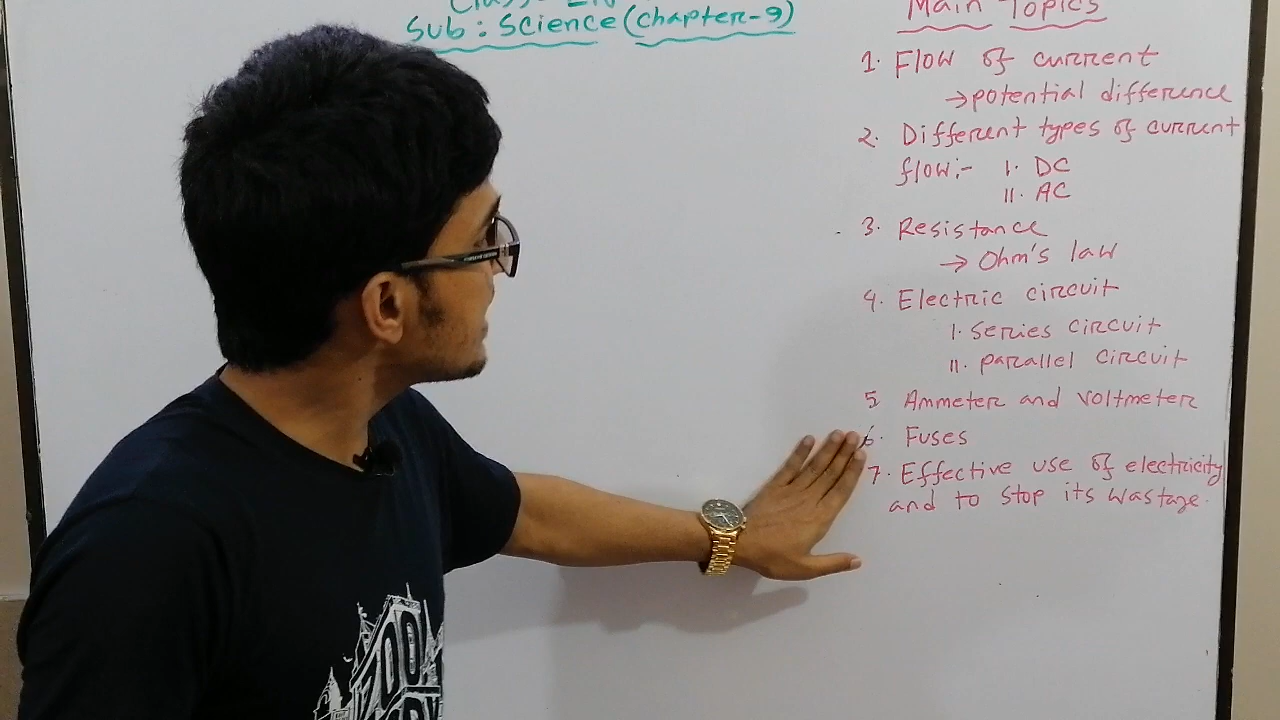 Sub : Science (chapter-9)
Main Topics
1. Flow of current
→ potential difference
2. Different types of current
flow:- I. DC
II. AC
3. Resistance
→ Ohm's law
4. Electric circuit
I. series circuit
II. parallel circuit
5 Ammeter and voltmeter
6. Fuses
7. Effective use of electricity
and to stop its wastage.